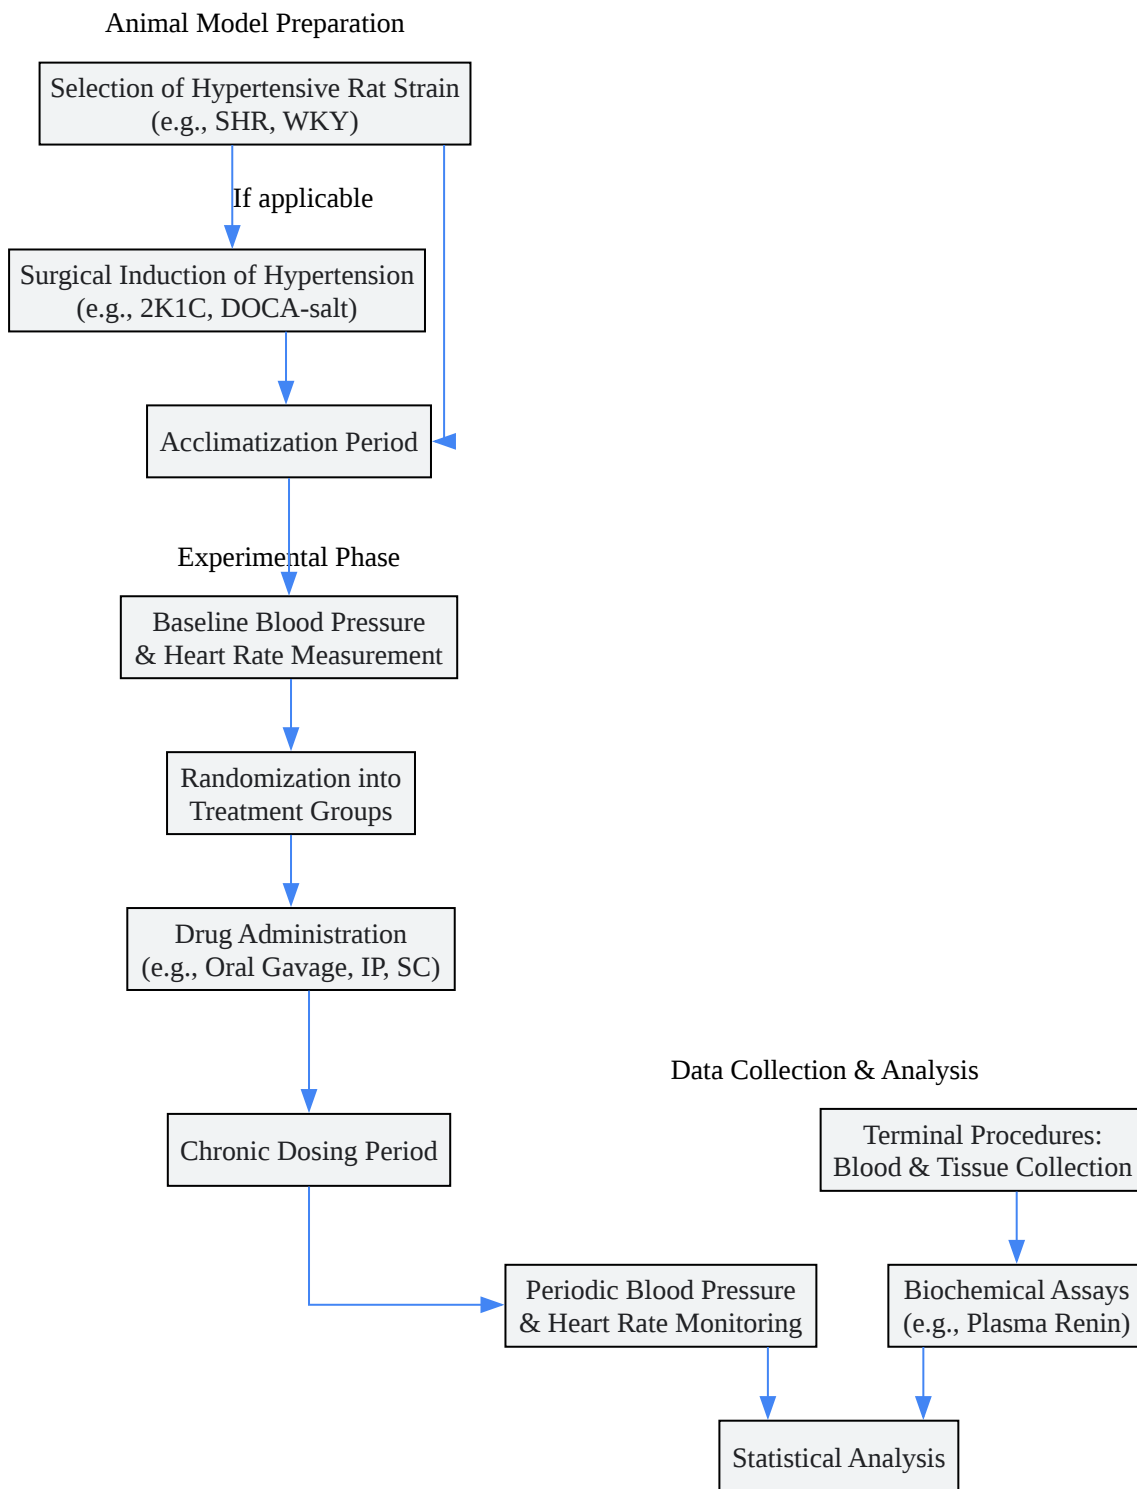 Animal Model Preparation
Selection of Hypertensive Rat Strain
(e.g., SHR, WKY)
If applicable
Surgical Induction of Hypertension
(e.g., 2K1C, DOCA-salt)
Acclimatization Period
Experimental Phase
Baseline Blood Pressure
& Heart Rate Measurement
Randomization into
Treatment Groups
Drug Administration
(e.g., Oral Gavage, IP, SC)
Chronic Dosing Period
Data Collection & Analysis
Terminal Procedures:
Blood & Tissue Collection
Periodic Blood Pressure
& Heart Rate Monitoring
Biochemical Assays
(e.g., Plasma Renin)
Statistical Analysis